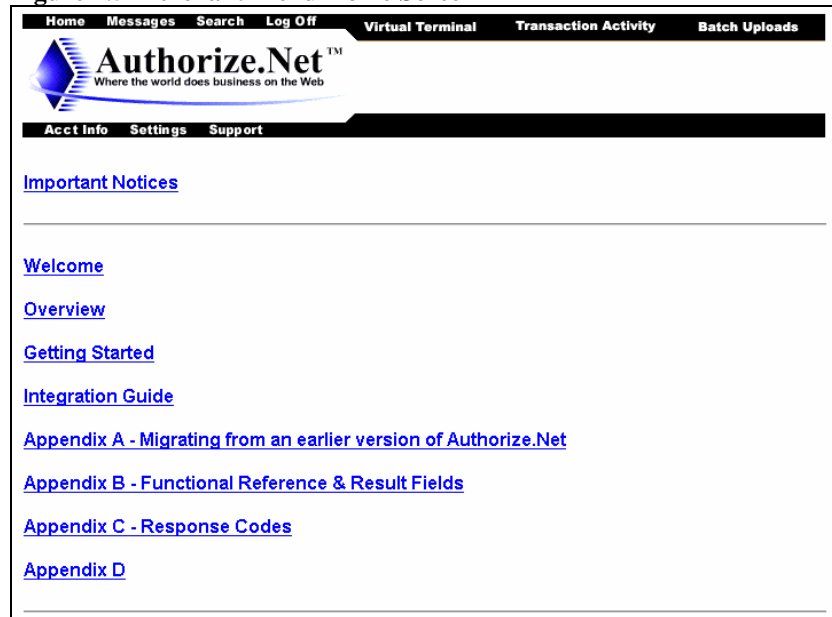 Home Messages Search Log Off Virtual Terminal Transaction Activity Batch Uploads
Authorize.Net™
Where the world does business on the Web
Acct Info Settings Support
Important Notices
Welcome
Overview
Getting Started
Integration Guide
Appendix A - Migrating from an earlier version of Authorize.Net
Appendix B - Functional Reference & Result Fields
Appendix C - Response Codes
Appendix D